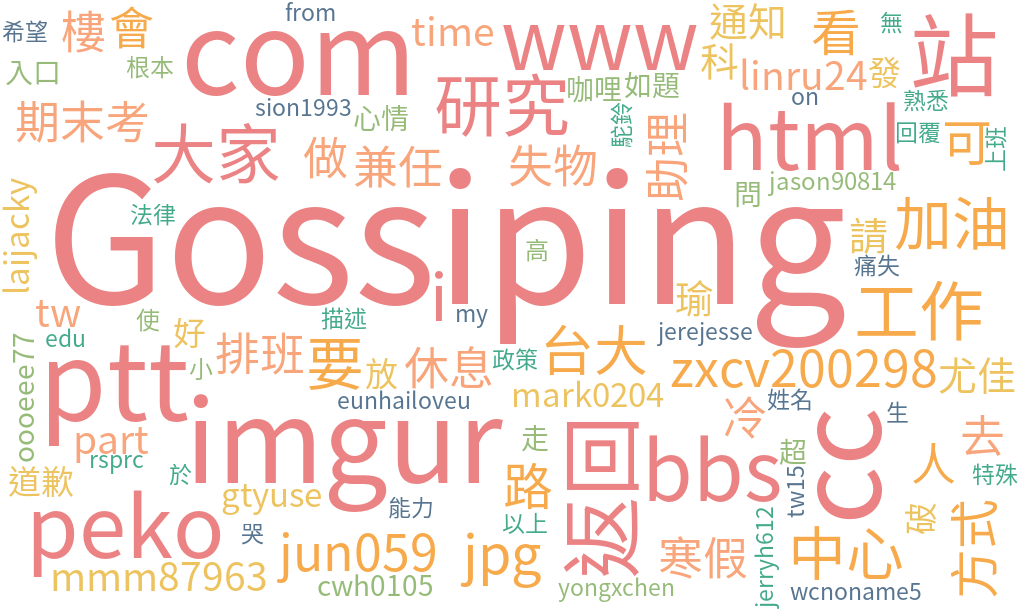 from
希望
樓
會
com
time
www
通知
看
站
無
入口
根本
sion1993
心情
研究
咖哩
如題
科
linru24
發
on
熟悉
期末考
大家
做
兼任
失物
駝鈴
助理
html
回覆
可
上班
laijacky
法律
Gossiping
高
問
jason90814
請
加油
痛失
tw
edu
使
好
描述
i
my
瑜
jerejesse
工作
oooeee77
ptt
小
排班
要
放
休息
政策
台大
zxcv200298
尤佳
eunhailoveu
mark0204
part
rsprc
imgur
走
返回
bbs
冷
姓名
超
cc
生
人
去
道歉
於
gtyuse
能力
路
tw15
特殊
peko
哭
jun059
以上
jpg
寒假
jerryh612
中心
破
方式
mmm87963
cwh0105
yongxchen
wcnoname5